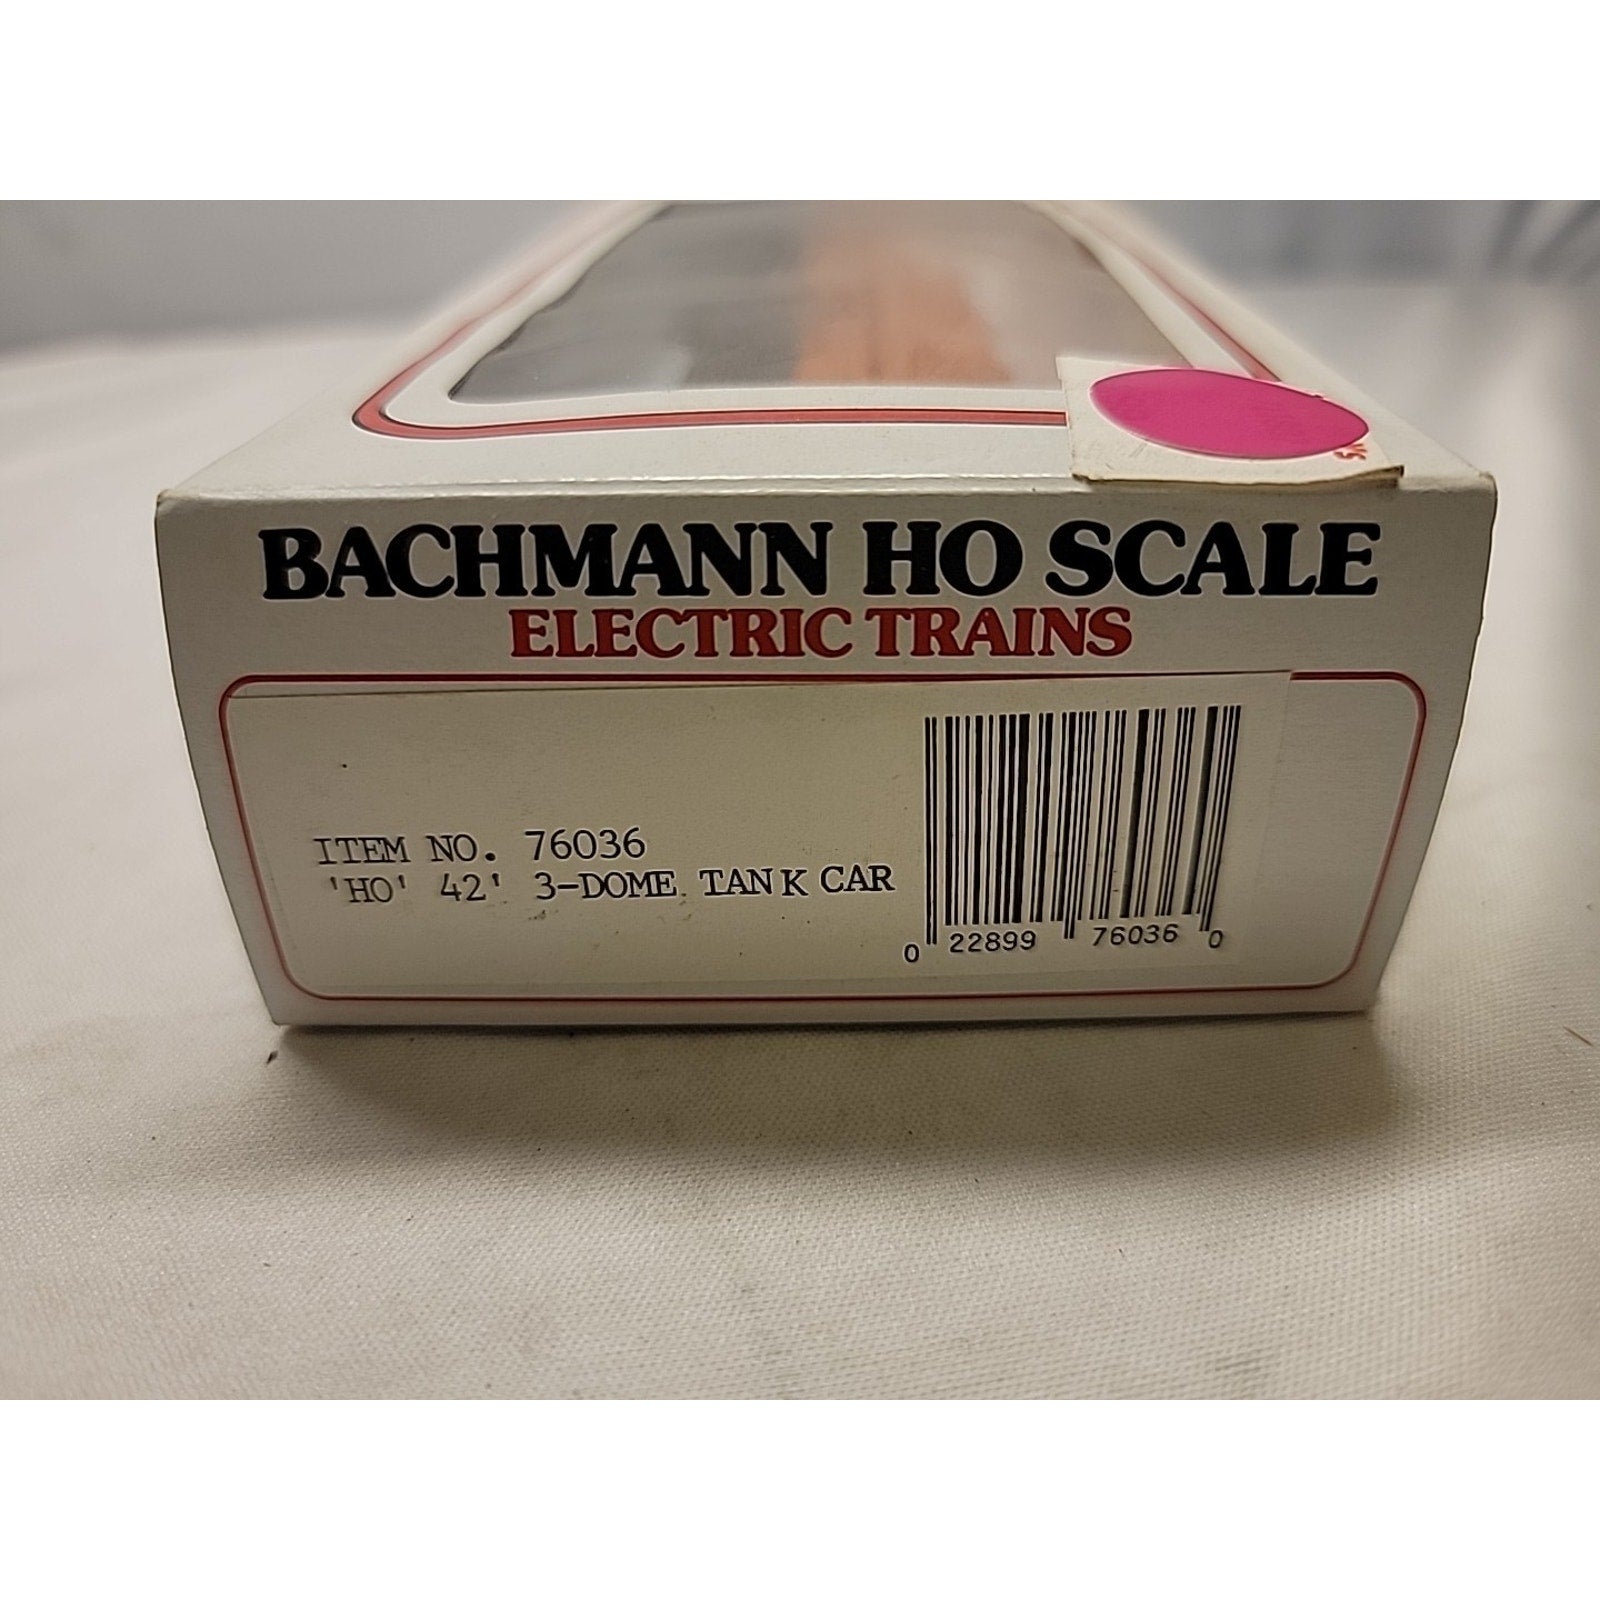 BACHMANN HO SCALE
ELECTRIC TRAINS
ITEM NO. 76036
'HO' 42' 3-DOME TANK CAR
0 22899 76036 0